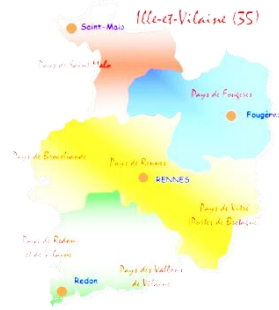 Ille-et-Vilaine (35)
Saint-Malo
Pays de Saint Malo
Pays de Fougères
Fougère
Pays de Brocéliande
Pays de Rennes
RENNES
Pays de Vitré
(Portes de Bretagne)
Pays de Redon
et de Vilaine
Pays des Vallons
de Vilaine
Redon